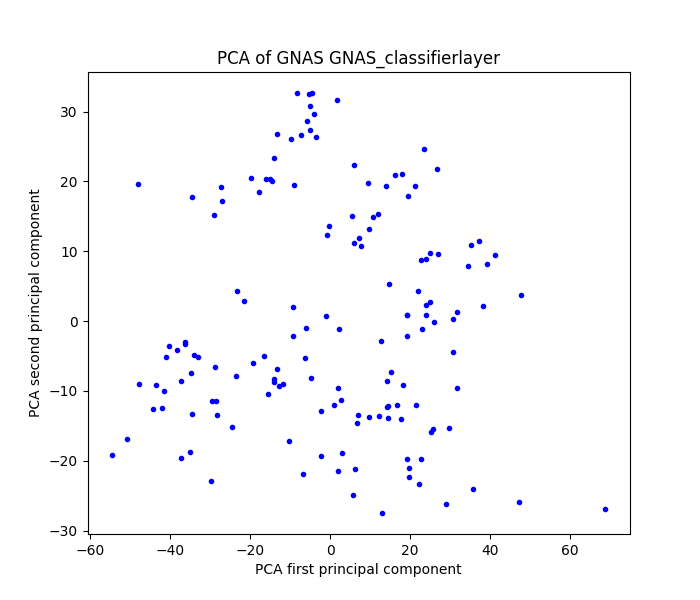 PCA of GNAS GNAS_classifierlayer
PCA second principal component
30
20
10
0
−10
−20
−30
−60 −40 −20 0 20 40 60
PCA first principal component